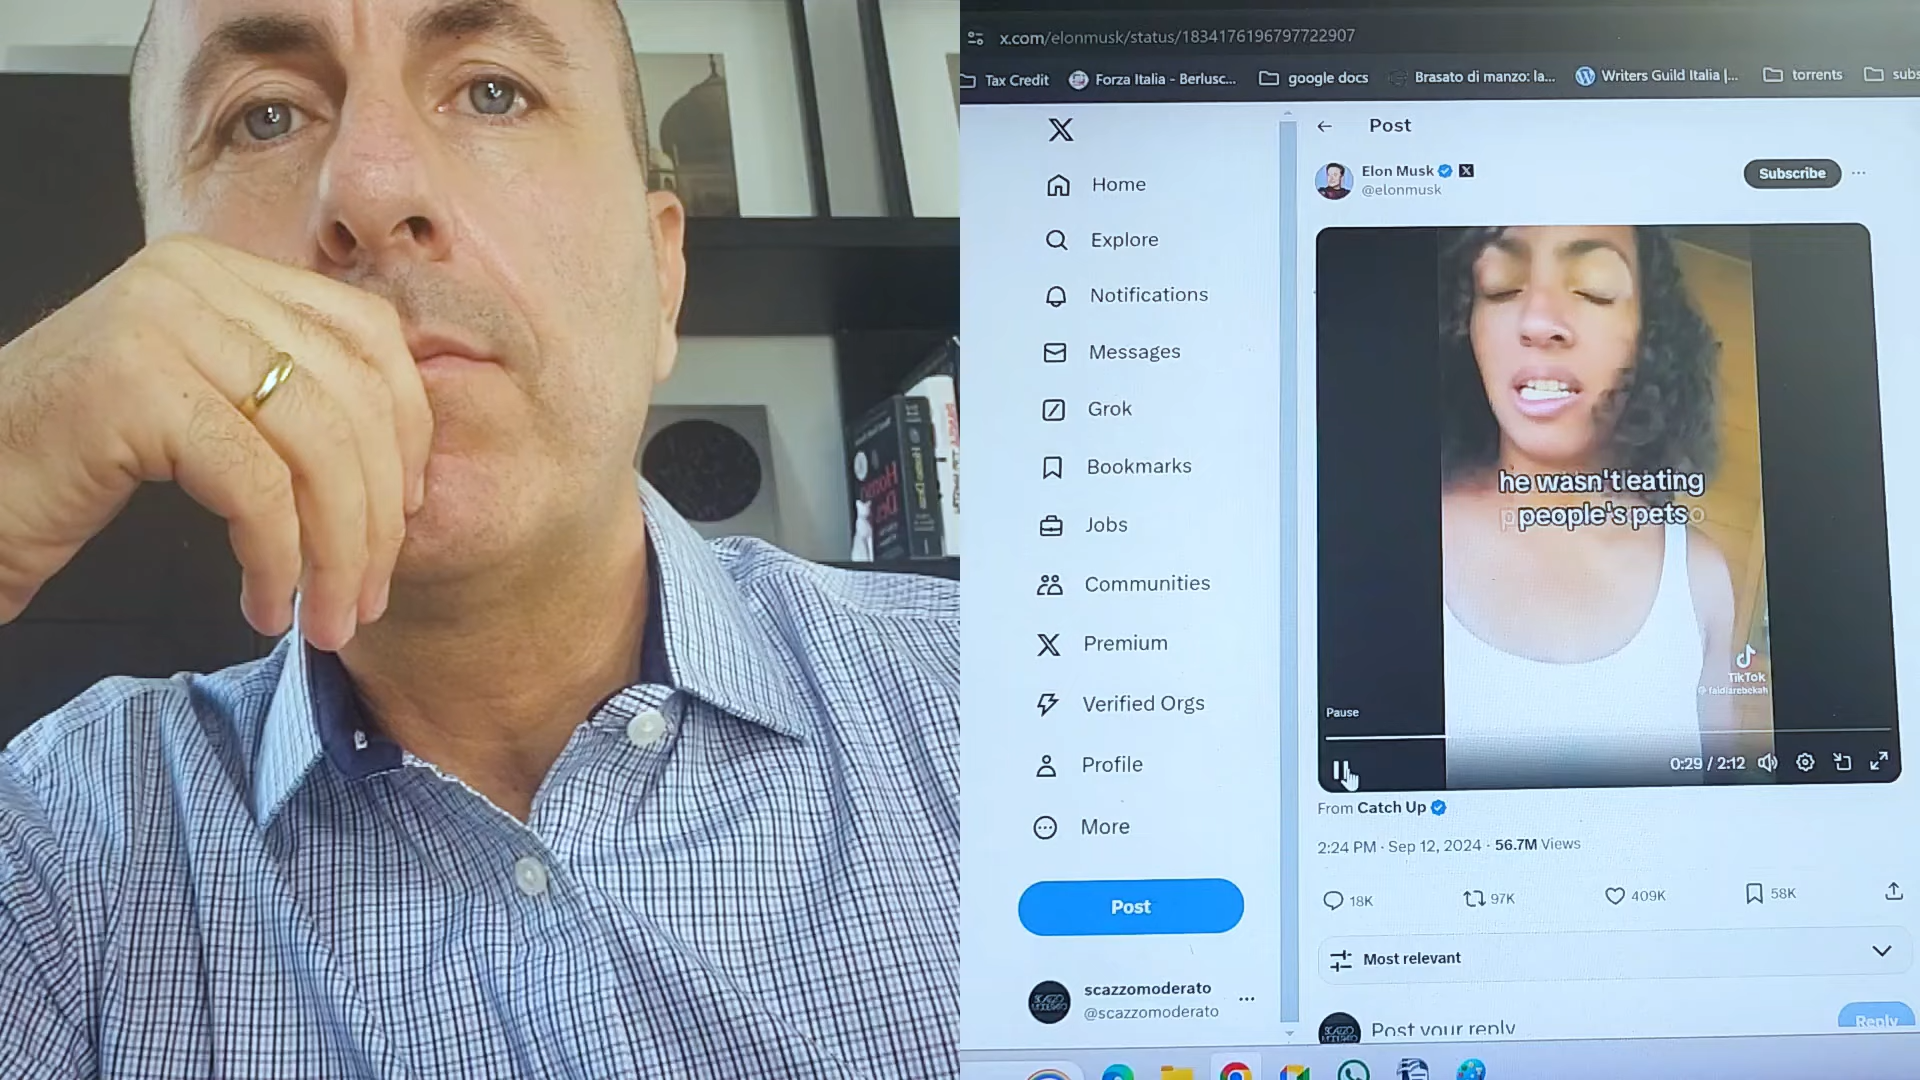 x.com/elonmusk/status/1834176196797722907
Tax Credit
Forza Italia - Berlusc...
google docs
Brasato di manzo: la...
Writers Guild Italia |...
torrents
subs
Post
Elon Musk
@elonmusk
Subscribe
Home
Explore
Notifications
Messages
Grok
Bookmarks
Jobs
Communities
Premium
Verified Orgs
Profile
More
Post
scazzomoderato
@scazzomoderato
he wasn't eating
people's pets
TikTok
Pause
0:29 / 2:12
From Catch Up
2:24 PM · Sep 12, 2024 · 56.7M Views
18K
97K
409K
58K
Most relevant
Post your reply
Reply
Homo
Deus